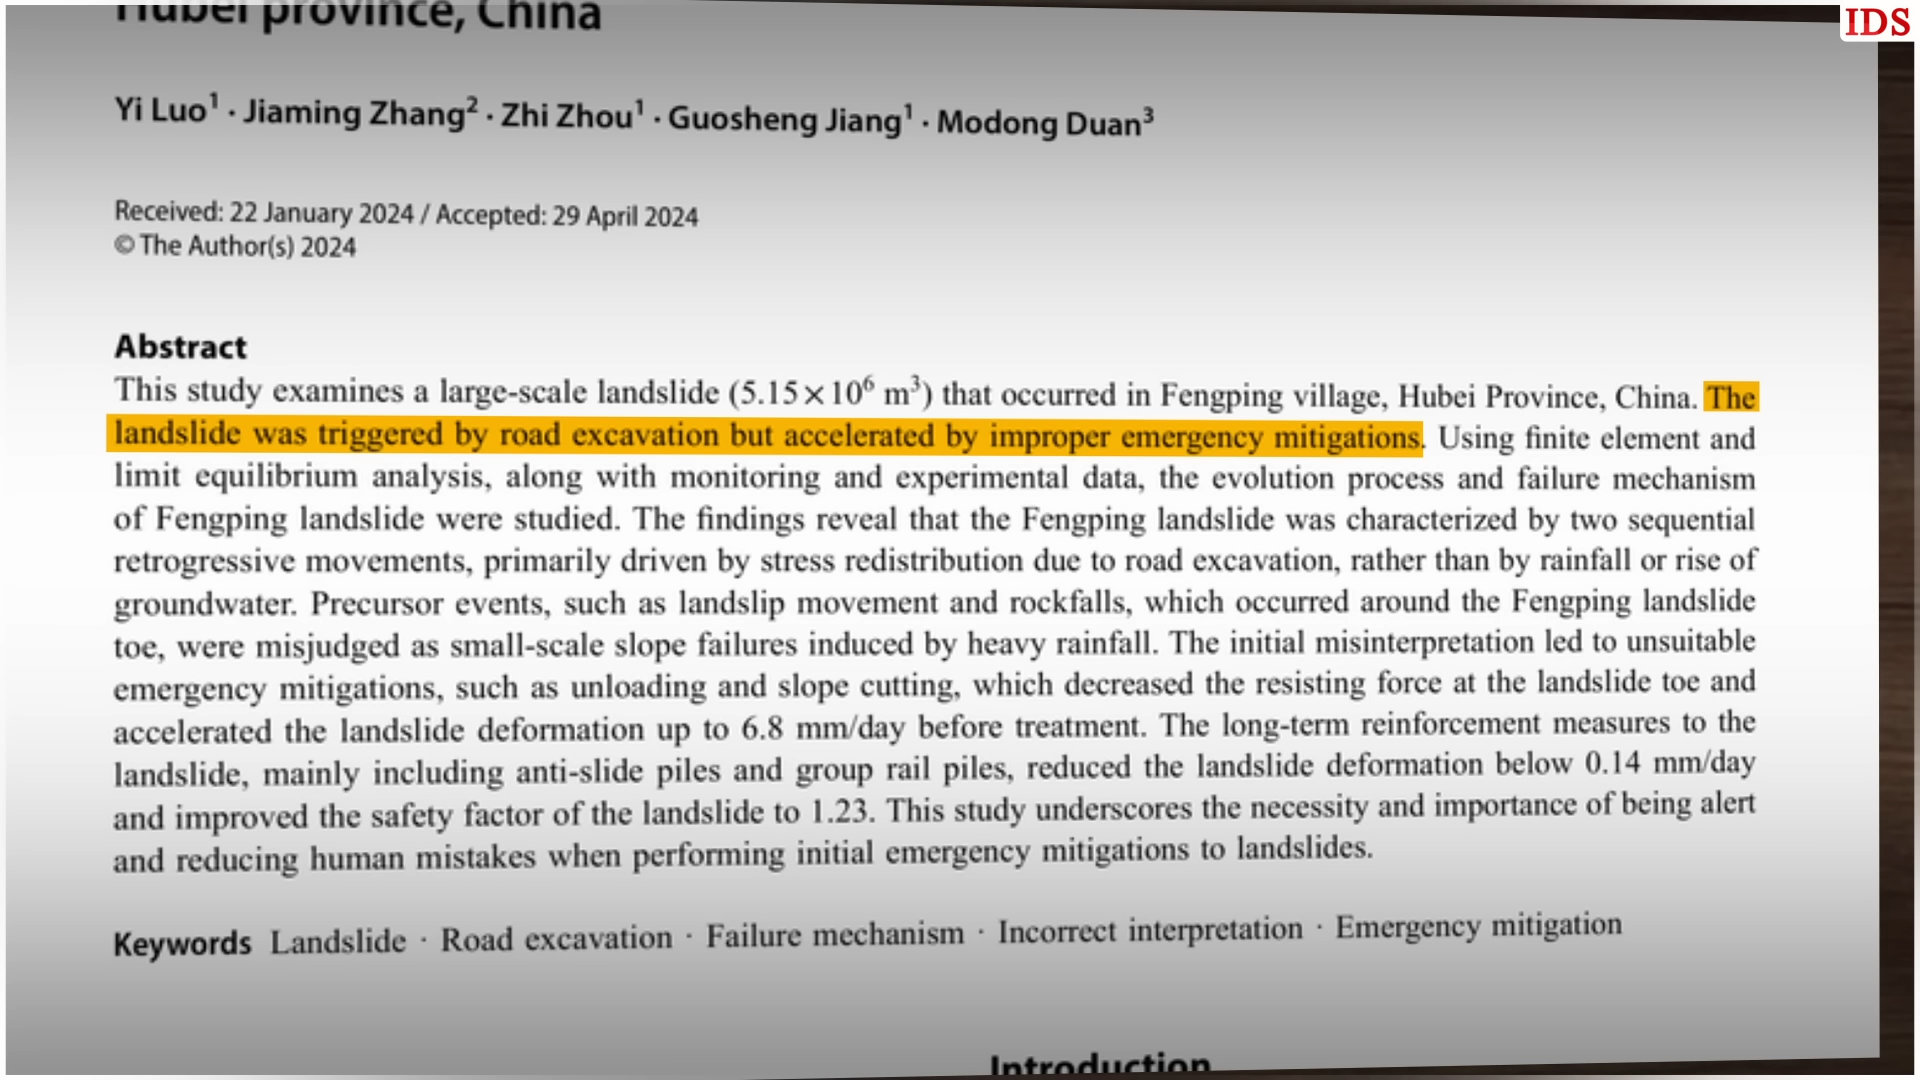 IDS
Hubei province, China
Yi Luo¹ · Jiaming Zhang² · Zhi Zhou¹ · Guosheng Jiang¹ · Modong Duan³
Received: 22 January 2024 / Accepted: 29 April 2024
© The Author(s) 2024
Abstract
This study examines a large-scale landslide (5.15×10⁶ m³) that occurred in Fengping village, Hubei Province, China. The
landslide was triggered by road excavation but accelerated by improper emergency mitigations. Using finite element and
limit equilibrium analysis, along with monitoring and experimental data, the evolution process and failure mechanism
of Fengping landslide were studied. The findings reveal that the Fengping landslide was characterized by two sequential
retrogressive movements, primarily driven by stress redistribution due to road excavation, rather than by rainfall or rise of
groundwater. Precursor events, such as landslip movement and rockfalls, which occurred around the Fengping landslide
toe, were misjudged as small-scale slope failures induced by heavy rainfall. The initial misinterpretation led to unsuitable
emergency mitigations, such as unloading and slope cutting, which decreased the resisting force at the landslide toe and
accelerated the landslide deformation up to 6.8 mm/day before treatment. The long-term reinforcement measures to the
landslide, mainly including anti-slide piles and group rail piles, reduced the landslide deformation below 0.14 mm/day
and improved the safety factor of the landslide to 1.23. This study underscores the necessity and importance of being alert
and reducing human mistakes when performing initial emergency mitigations to landslides.
Keywords Landslide · Road excavation · Failure mechanism · Incorrect interpretation · Emergency mitigation
Introduction